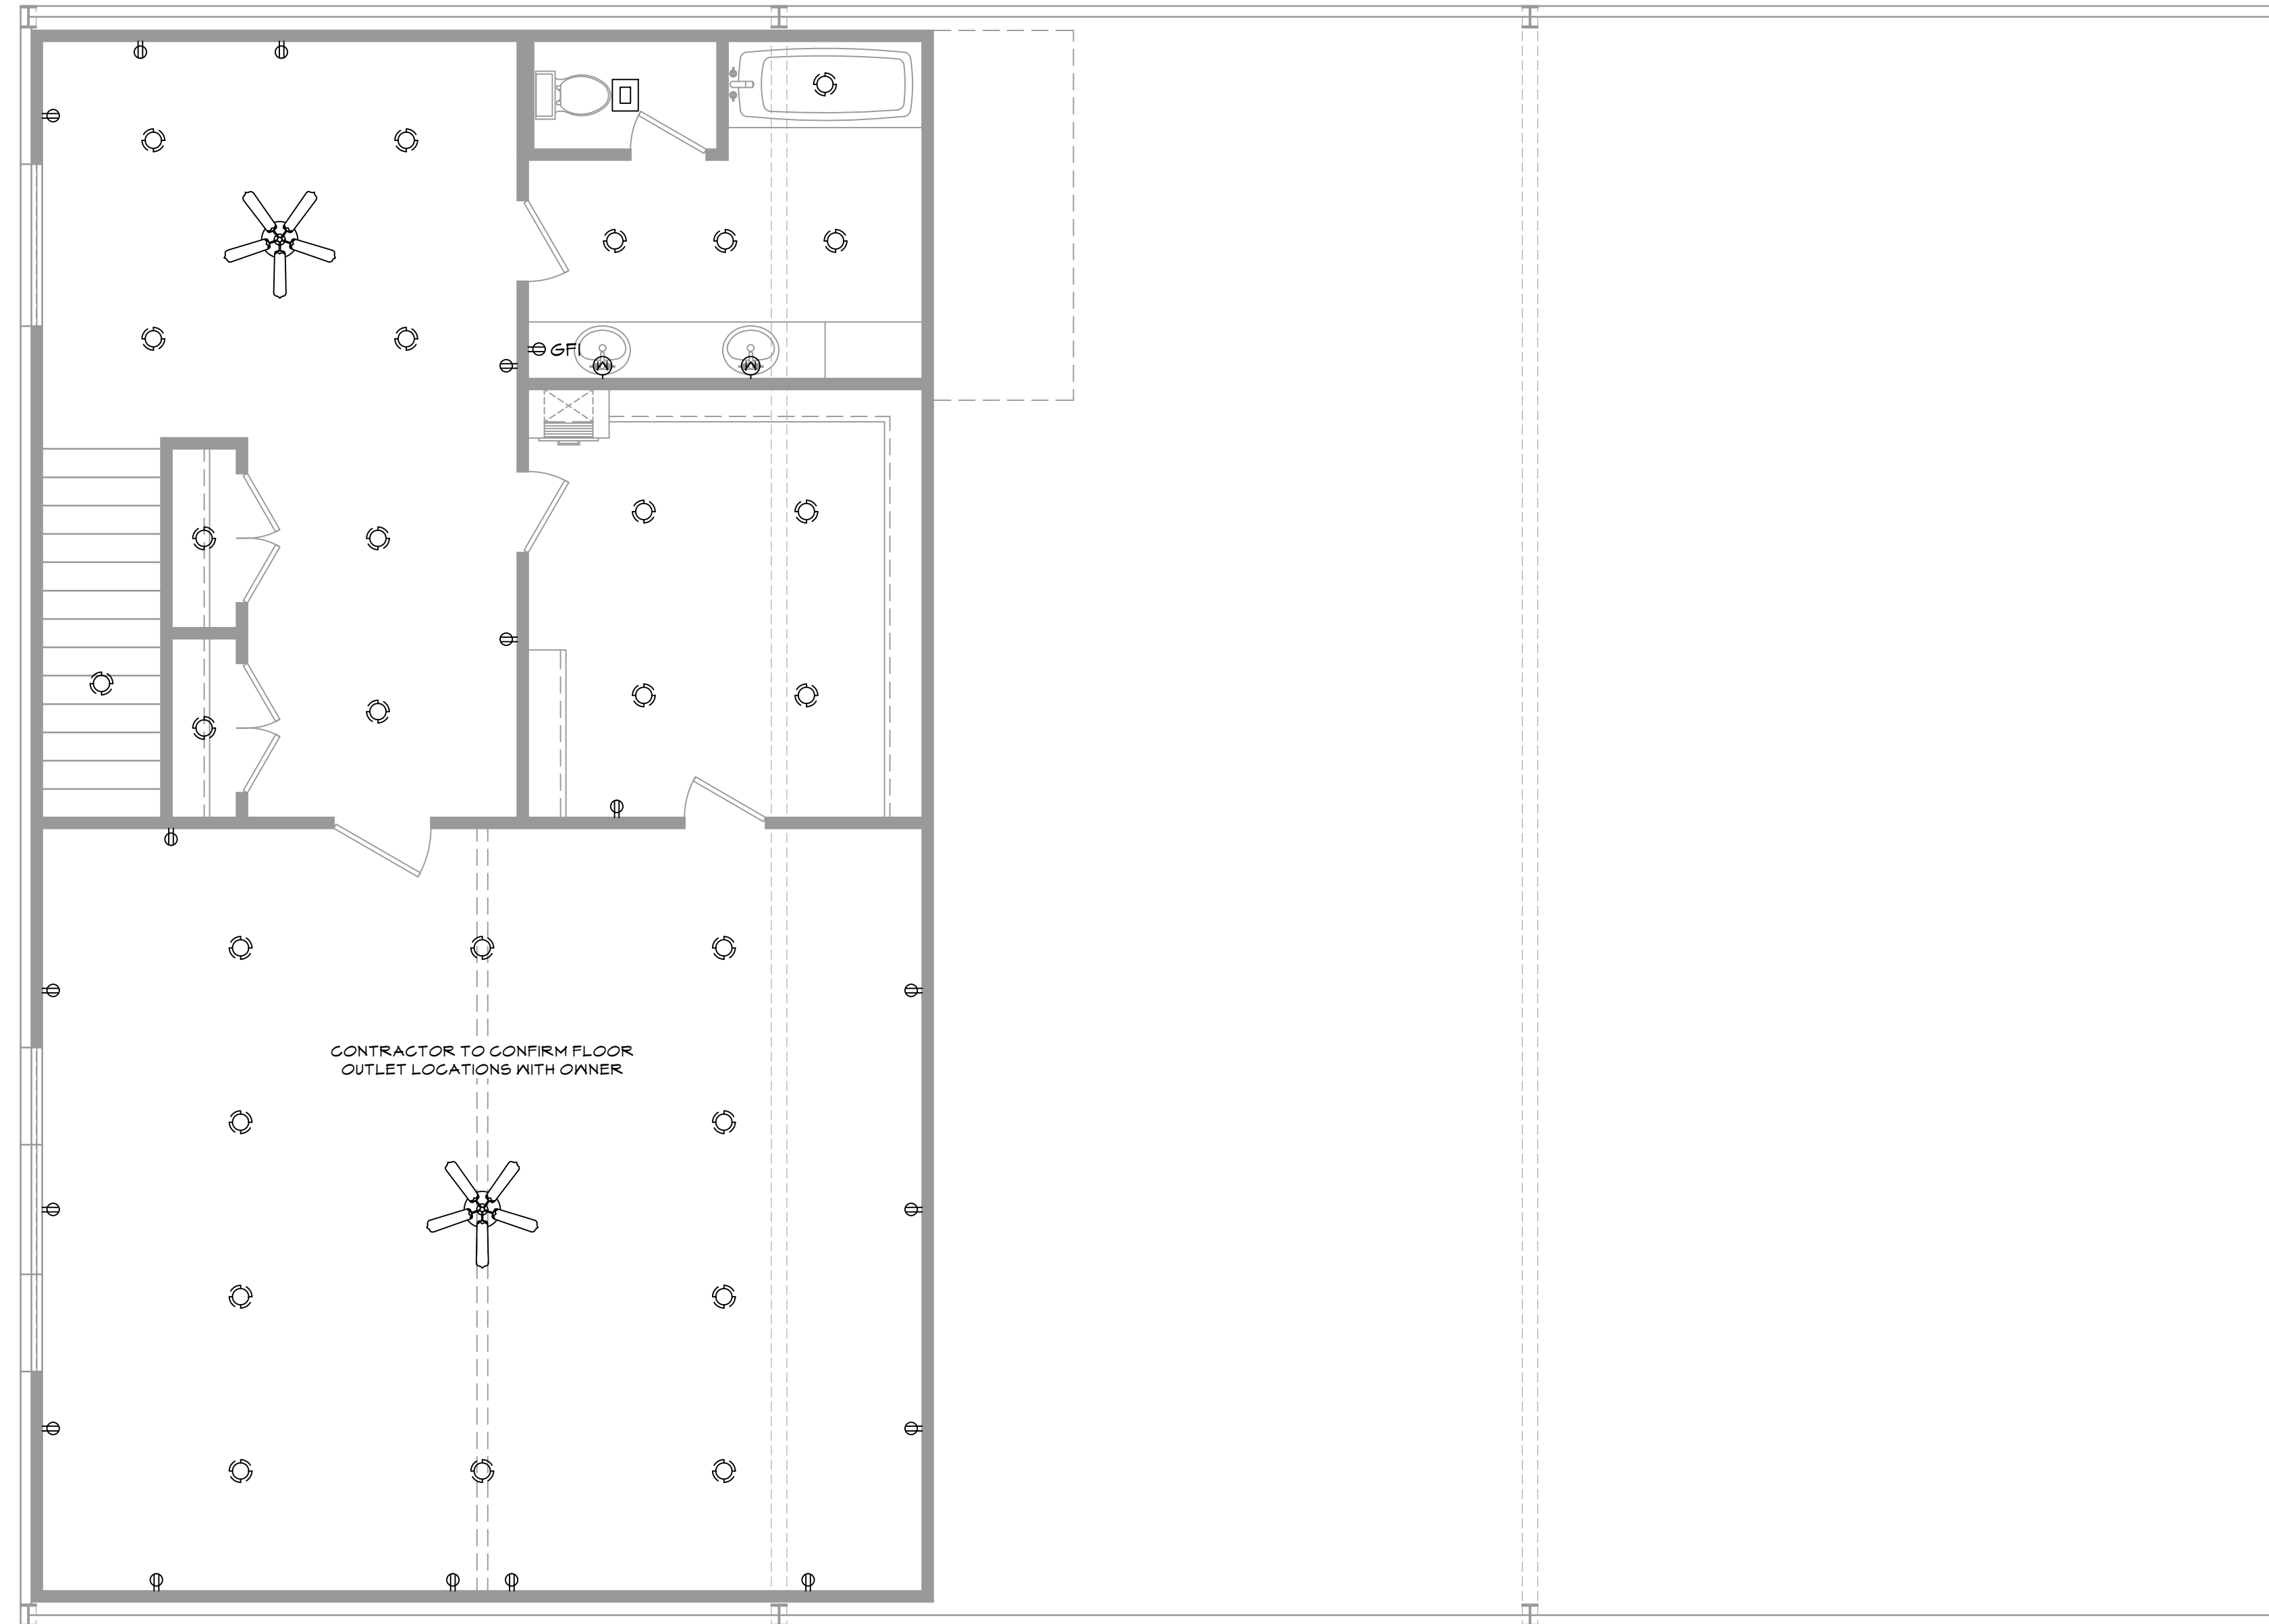 GFI
W W
CONTRACTOR TO CONFIRM FLOOR
OUTLET LOCATIONS WITH OWNER